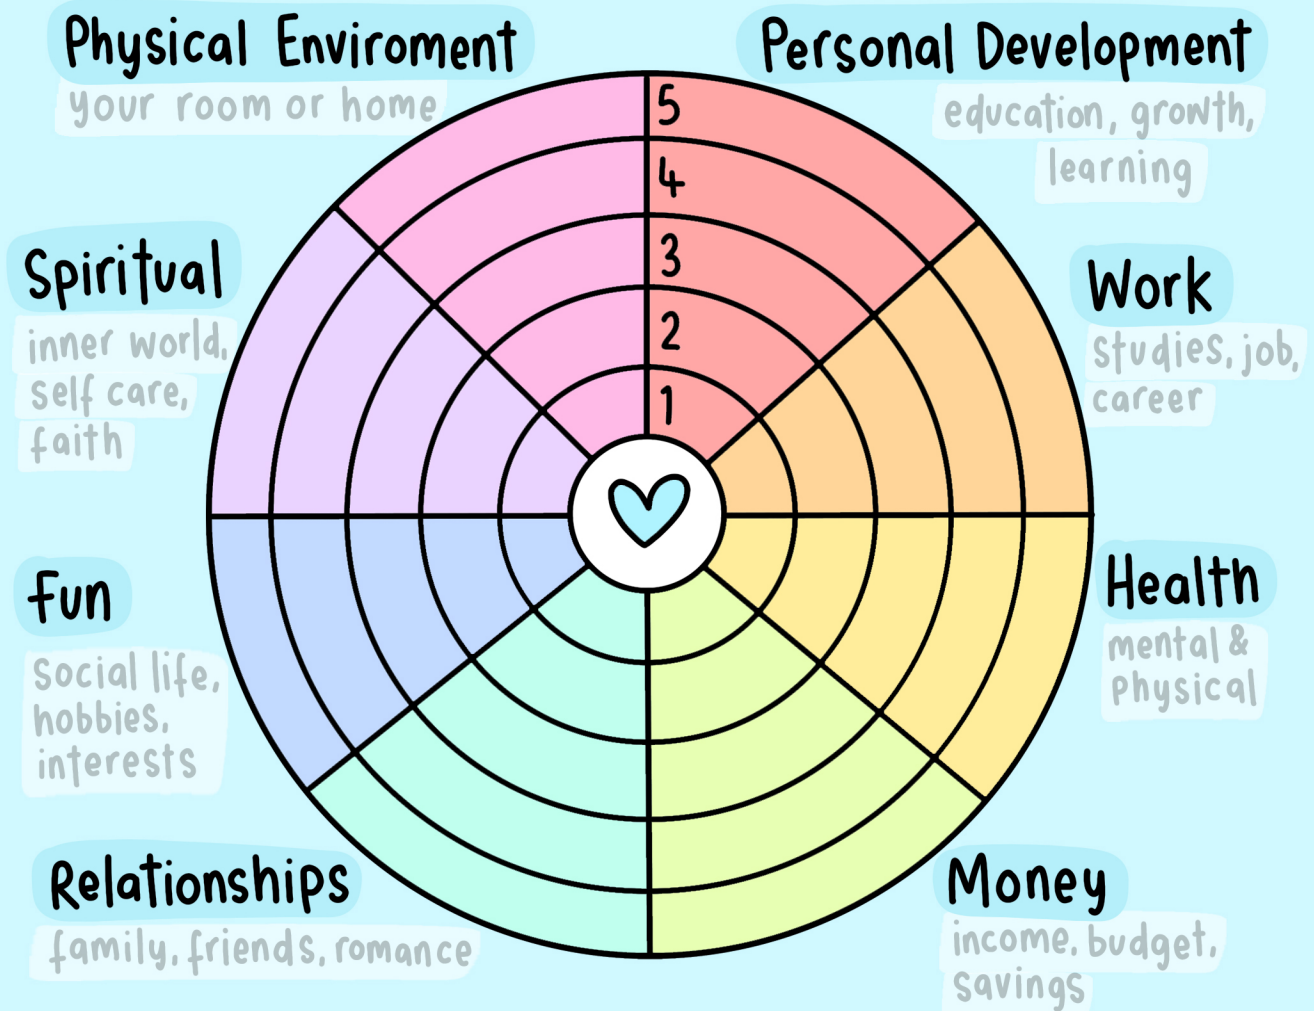 Physical Enviroment
your room or home
Personal Development
education, growth,
learning
5
4
3
2
1
Spiritual
inner world,
self care,
faith
Work
studies, job,
career
Fun
social life,
hobbies,
interests
Health
mental &
physical
Relationships
family, friends, romance
Money
income, budget,
savings